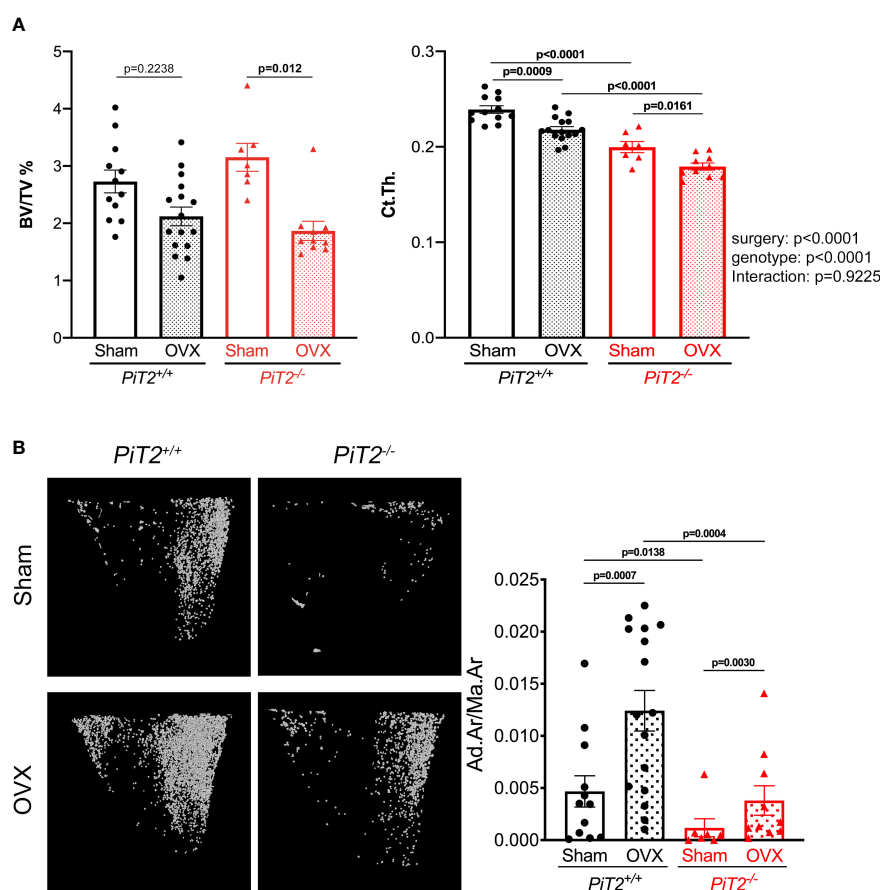 A
BV/TV %
5
4
3
2
1
0
p=0.2238
p=0.012
Sham OVX Sham OVX
PiT2+/+ PiT2-/-
Ct.Th.
0.3
0.2
0.1
0.0
p<0.0001
p=0.0009
p<0.0001
p=0.0161
Sham OVX Sham OVX
PiT2+/+ PiT2-/-
surgery: p<0.0001
genotype: p<0.0001
Interaction: p=0.9225
B
PiT2+/+ PiT2-/-
Sham
OVX
Ad.Ar/Ma.Ar
0.025
0.020
0.015
0.010
0.005
0.000
p=0.0004
p=0.0138
p=0.0007
p=0.0030
Sham OVX Sham OVX
PiT2+/+ PiT2-/-